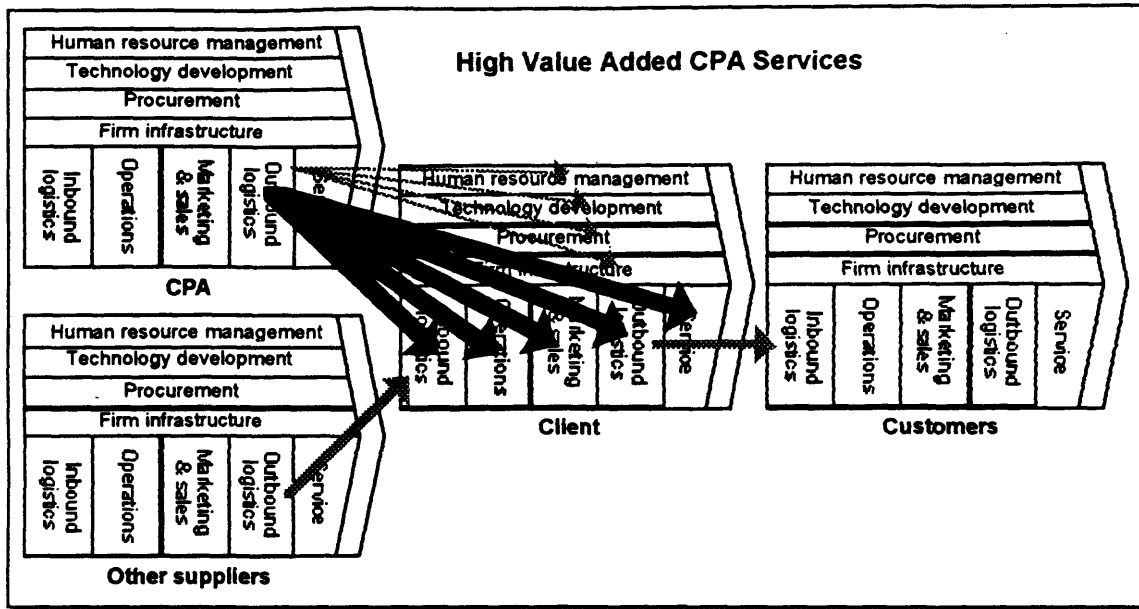 High Value Added CPA Services
Human resource management
Technology development
Procurement
Firm infrastructure
Inbound
logistics
Operations
Marketing
& sales
Outbound
logistics
CPA
Human resource management
Technology development
Procurement
Firm infrastructure
Inbound
logistics
Operations
Marketing
& sales
Outbound
logistics
Service
Other suppliers
Human resource management
Technology development
Procurement
Firm infrastructure
Client
Human resource management
Technology development
Procurement
Firm infrastructure
Inbound
logistics
Operations
Marketing
& sales
Outbound
logistics
Service
Customers